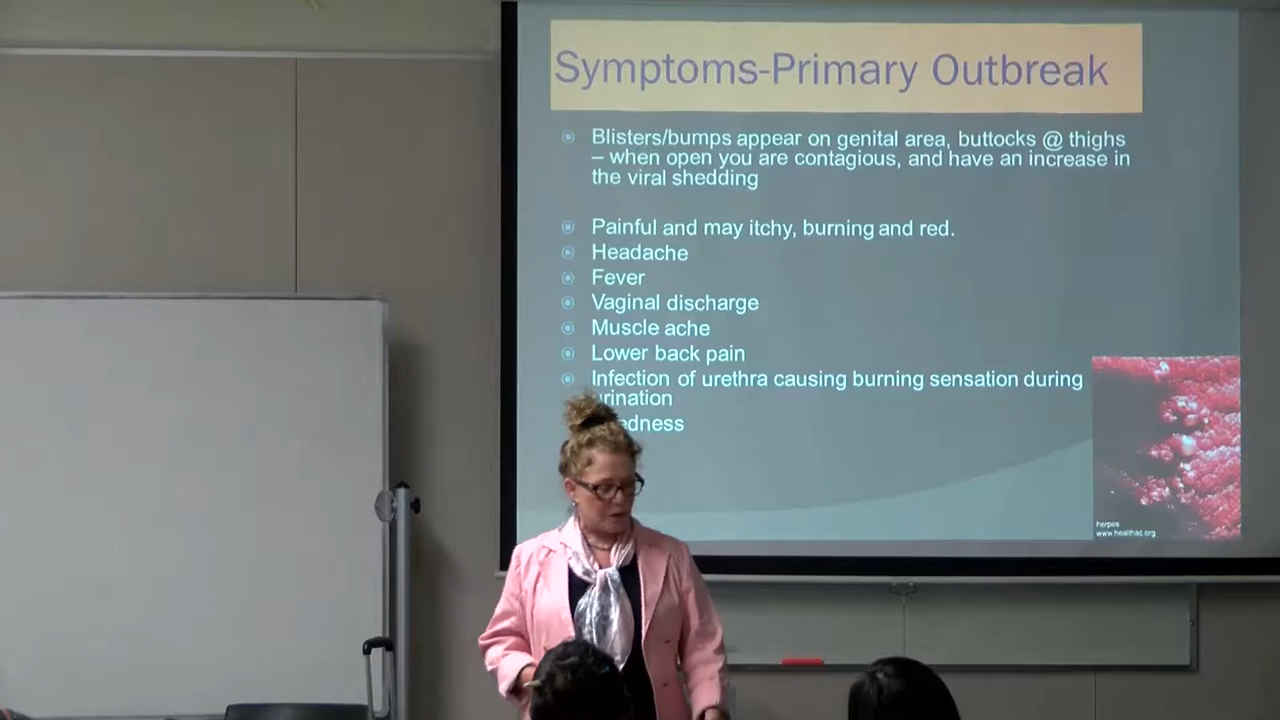 Symptoms-Primary Outbreak
Blisters/bumps appear on genital area, buttocks @ thighs
– when open you are contagious, and have an increase in
the viral shedding
Painful and may itchy, burning and red.
Headache
Fever
Vaginal discharge
Muscle ache
Lower back pain
Infection of urethra causing burning sensation during
urination
herpes
www.healthac.org